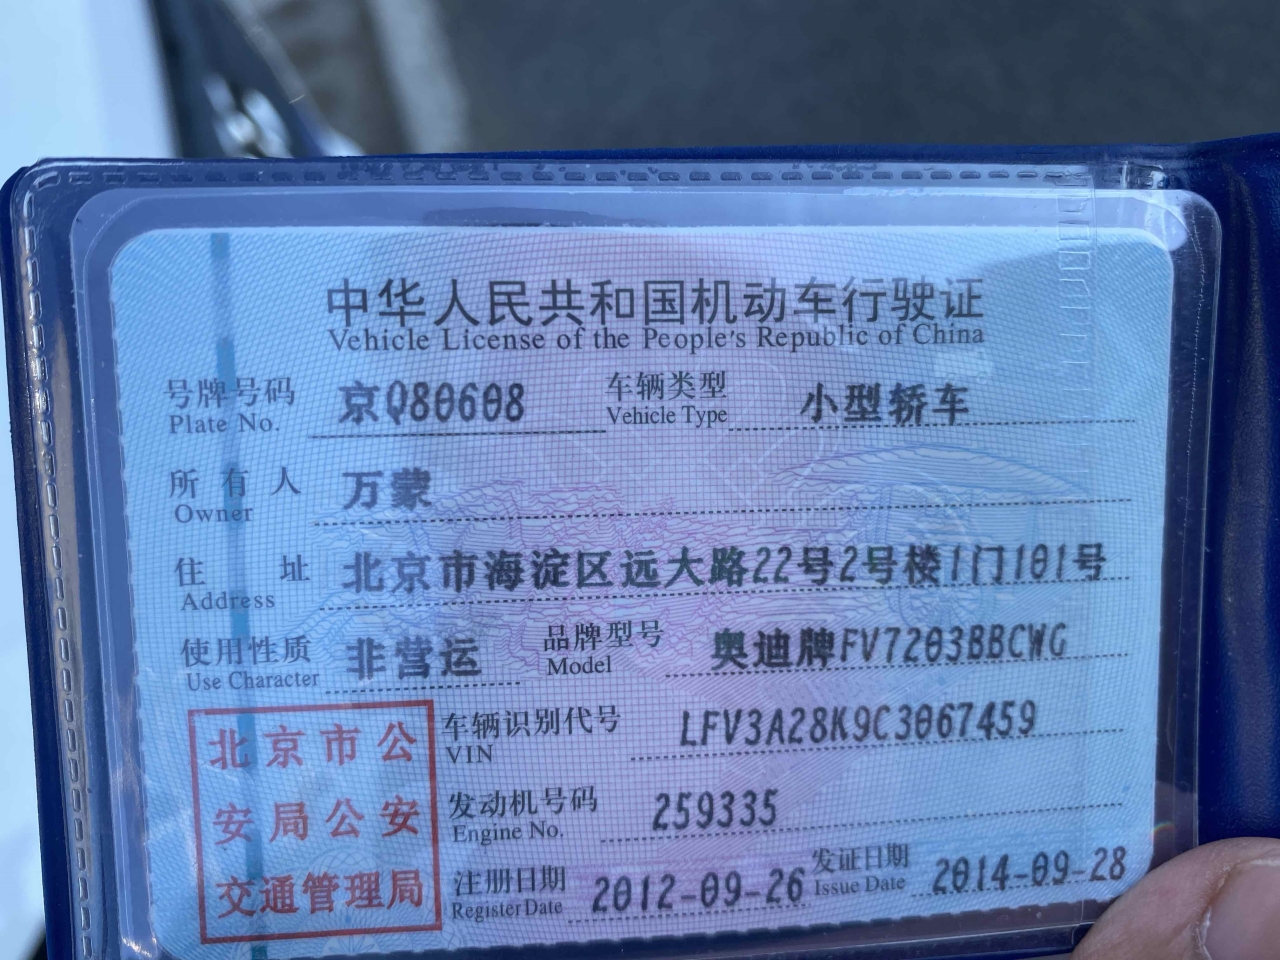 中华人民共和国机动车行驶证
Vehicle License of the People's Republic of China
号牌号码 京Q80608 车辆类型 小型轿车
Plate No. Vehicle Type
所有人 万蒙
Owner
住址 北京市海淀区远大路22号2号楼1门101号
Address
使用性质 非营运 品牌型号 奥迪牌FV7203BBCWG
Use Character Model
北京市公
安局公安
交通管理局
车辆识别代号 LFV3A28K9C3067459
VIN
发动机号码 259335
Engine No.
注册日期 2012-09-26 发证日期 2014-09-28
Register Date Issue Date